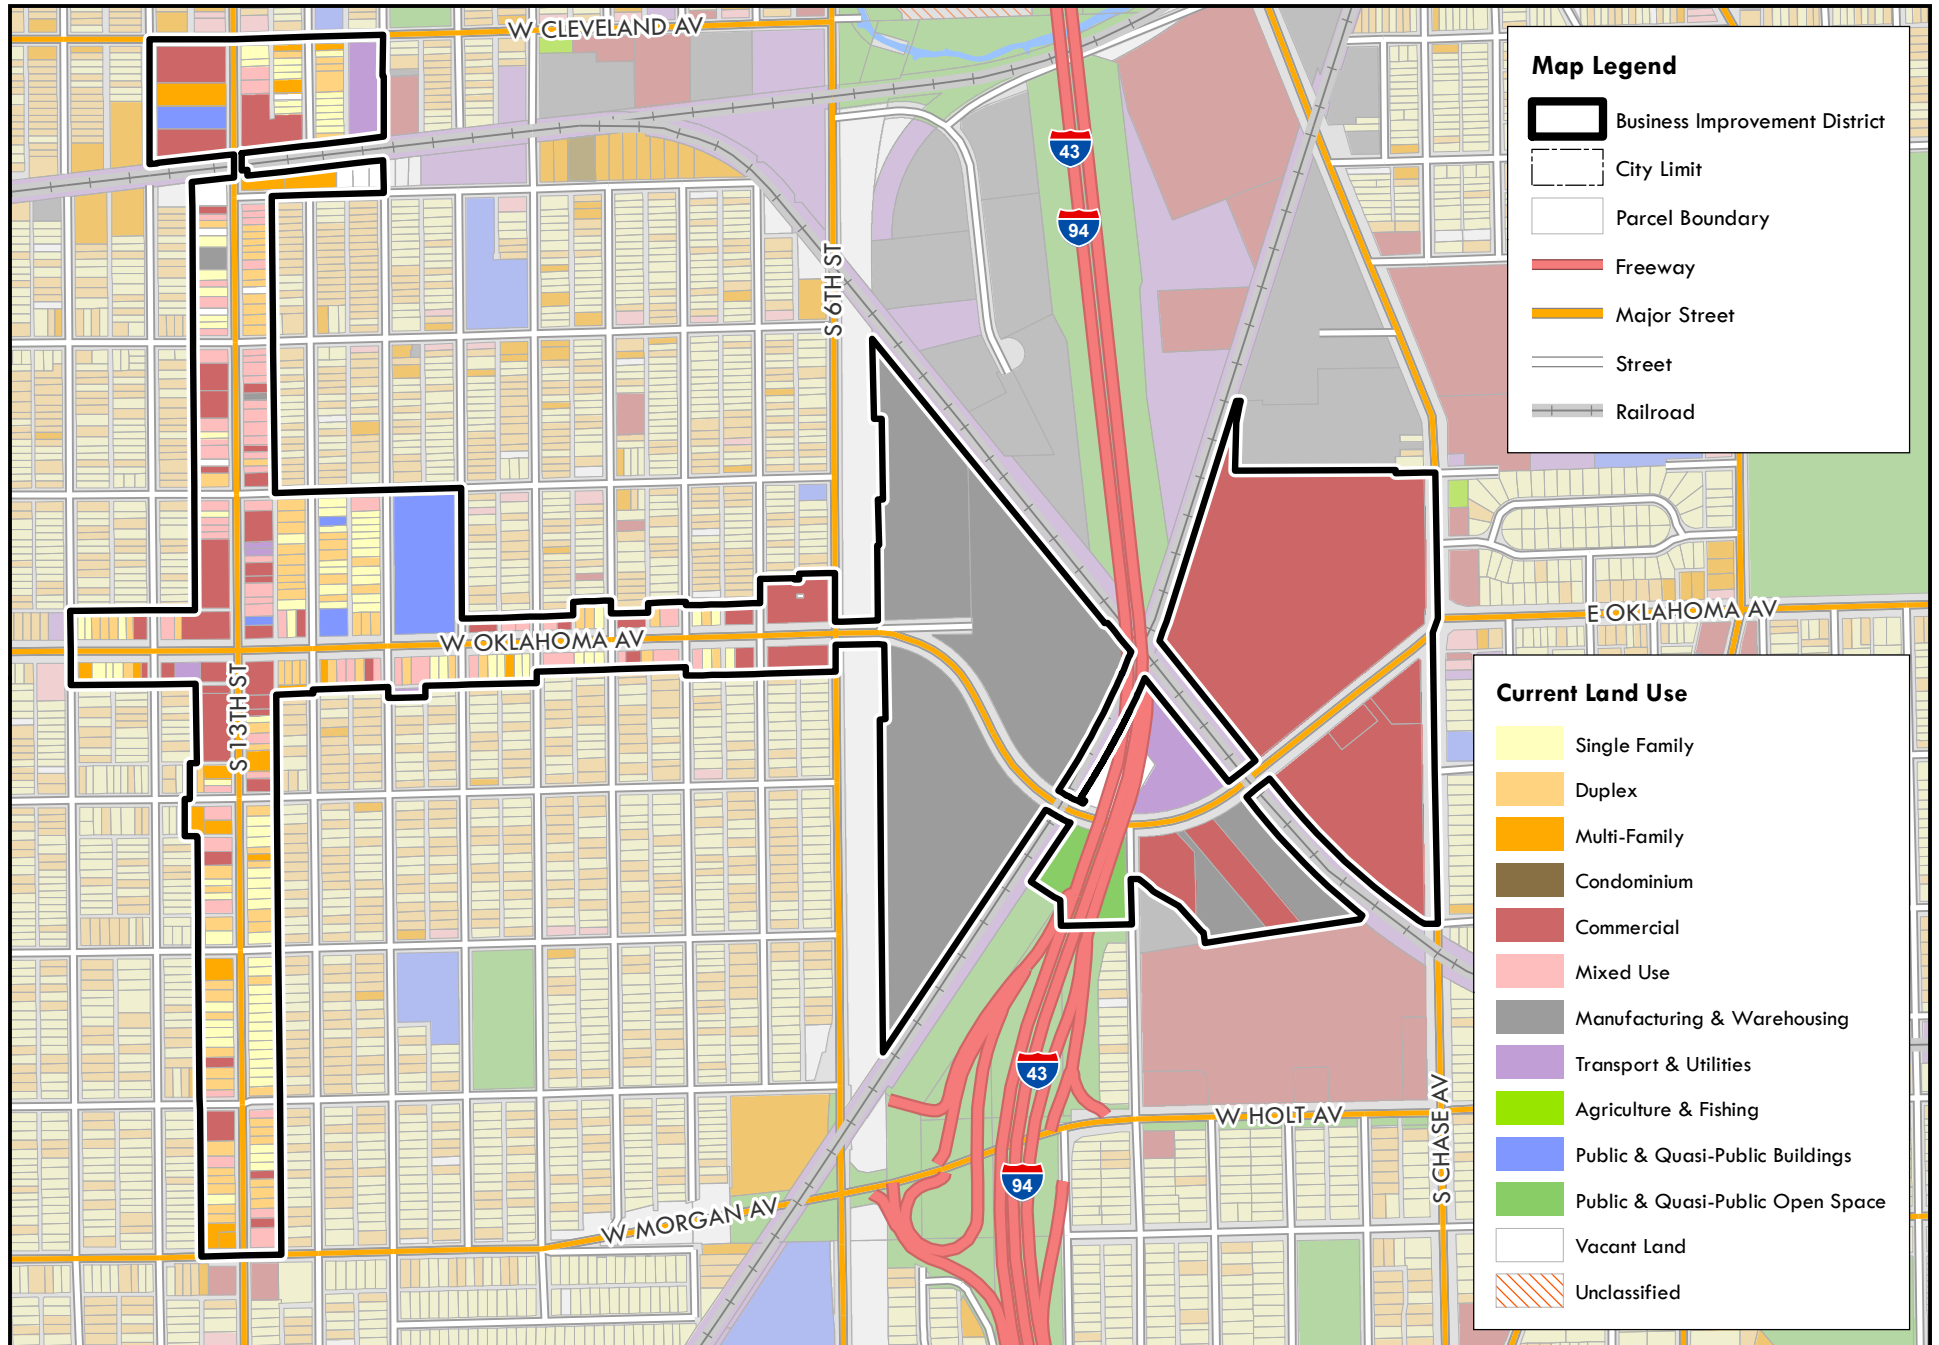 W CLEVELAND AV
43
94
S 6TH ST
W OKLAHOMA AV
S 13TH ST
E OKLAHOMA AV
43
94
W HOLT AV
S CHASE AV
W MORGAN AV
Map Legend
Business Improvement District
City Limit
Parcel Boundary
Freeway
Major Street
Street
Railroad
Current Land Use
Single Family
Duplex
Multi-Family
Condominium
Commercial
Mixed Use
Manufacturing & Warehousing
Transport & Utilities
Agriculture & Fishing
Public & Quasi-Public Buildings
Public & Quasi-Public Open Space
Vacant Land
Unclassified